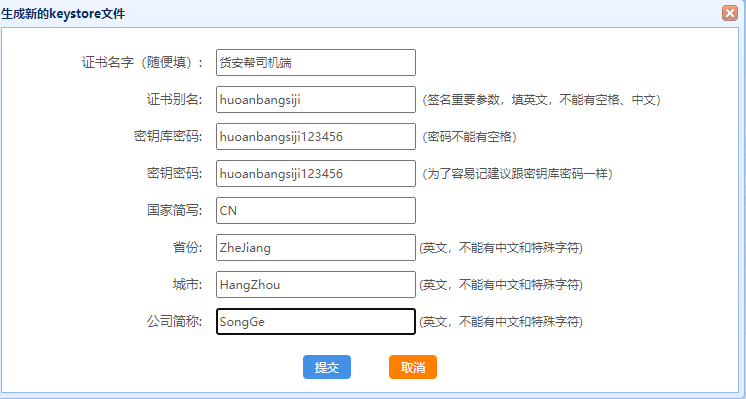 生成新的keystore文件
证书名字（随便填）: 货安帮司机端
证书别名: huoanbangsiji （签名重要参数，填英文，不能有空格、中文）
密钥库密码: huoanbangsiji123456 （密码不能有空格）
密钥密码: huoanbangsiji123456 （为了容易记建议跟密钥库密码一样）
国家简写: CN
省份: ZheJiang (英文，不能有中文和特殊字符)
城市: HangZhou (英文，不能有中文和特殊字符)
公司简称: SongGe (英文，不能有中文和特殊字符)
提交 取消